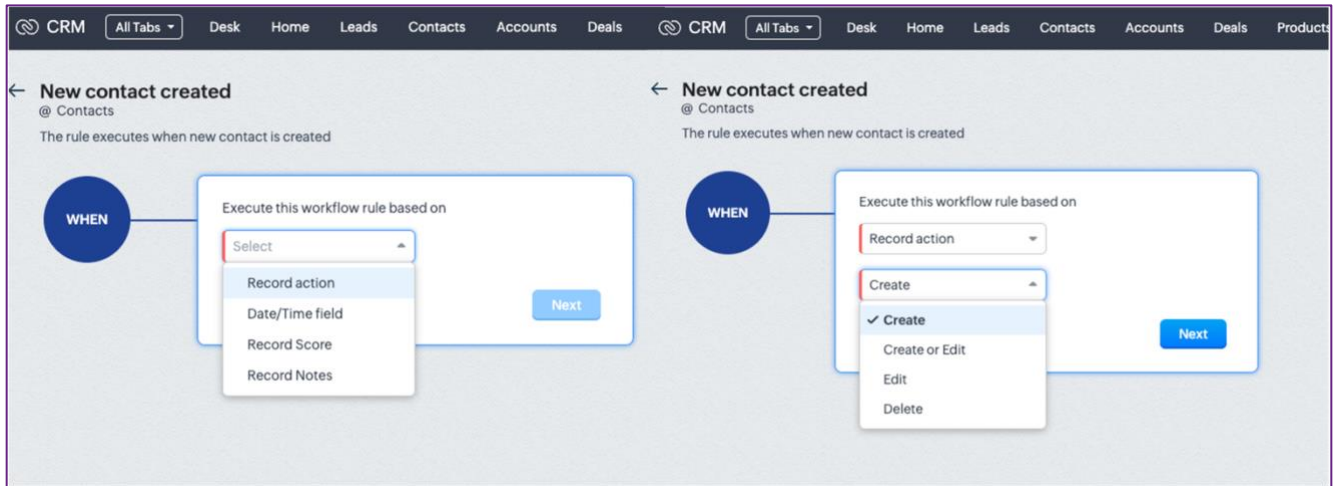 CRM All Tabs Desk Home Leads Contacts Accounts Deals
New contact created
@ Contacts
The rule executes when new contact is created
WHEN
Execute this workflow rule based on
Select
Record action
Date/Time field
Record Score
Record Notes
Next
CRM All Tabs Desk Home Leads Contacts Accounts Deals Products
New contact created
@ Contacts
The rule executes when new contact is created
WHEN
Execute this workflow rule based on
Record action
Create
Create
Create or Edit
Edit
Delete
Next